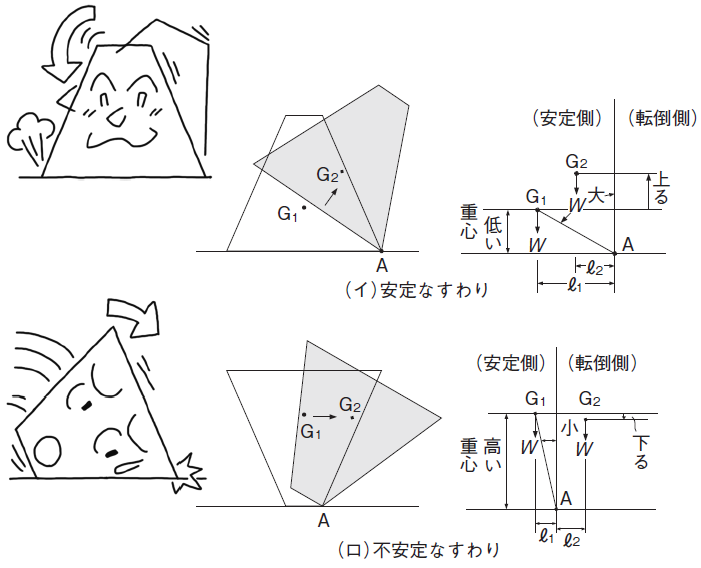 G2
G1
A
(安定側)
(転倒側)
G2
G1
W
W
大
上る
重心
低い
A
ℓ2
ℓ1
(イ)安定なすわり
G1
G2
A
(安定側)
(転倒側)
G1
G2
W
W
小
下る
重心
高い
A
ℓ1
ℓ2
(ロ)不安定なすわり